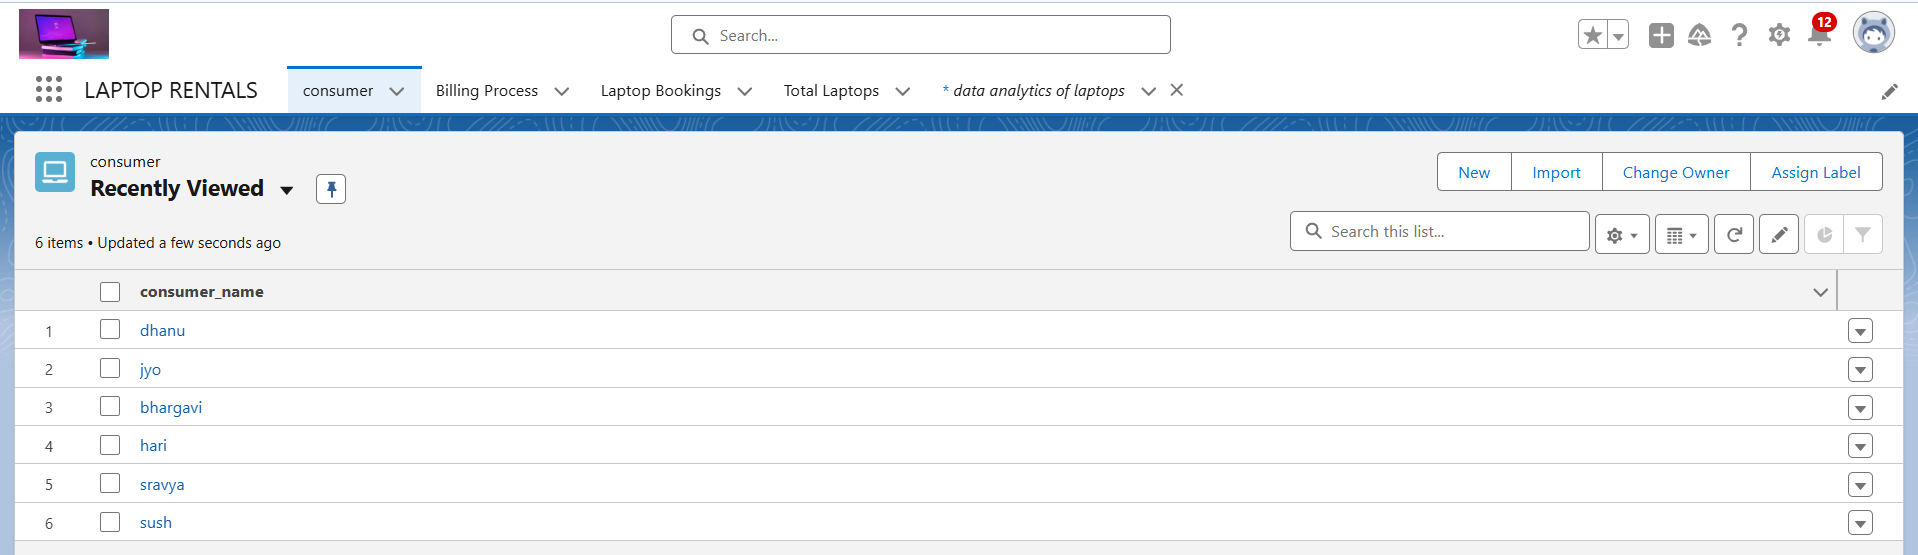 Search...
12
LAPTOP RENTALS consumer Billing Process Laptop Bookings Total Laptops * data analytics of laptops
consumer
Recently Viewed
New Import Change Owner Assign Label
6 items • Updated a few seconds ago
Search this list...
consumer_name
1 dhanu
2 jyo
3 bhargavi
4 hari
5 sravya
6 sush